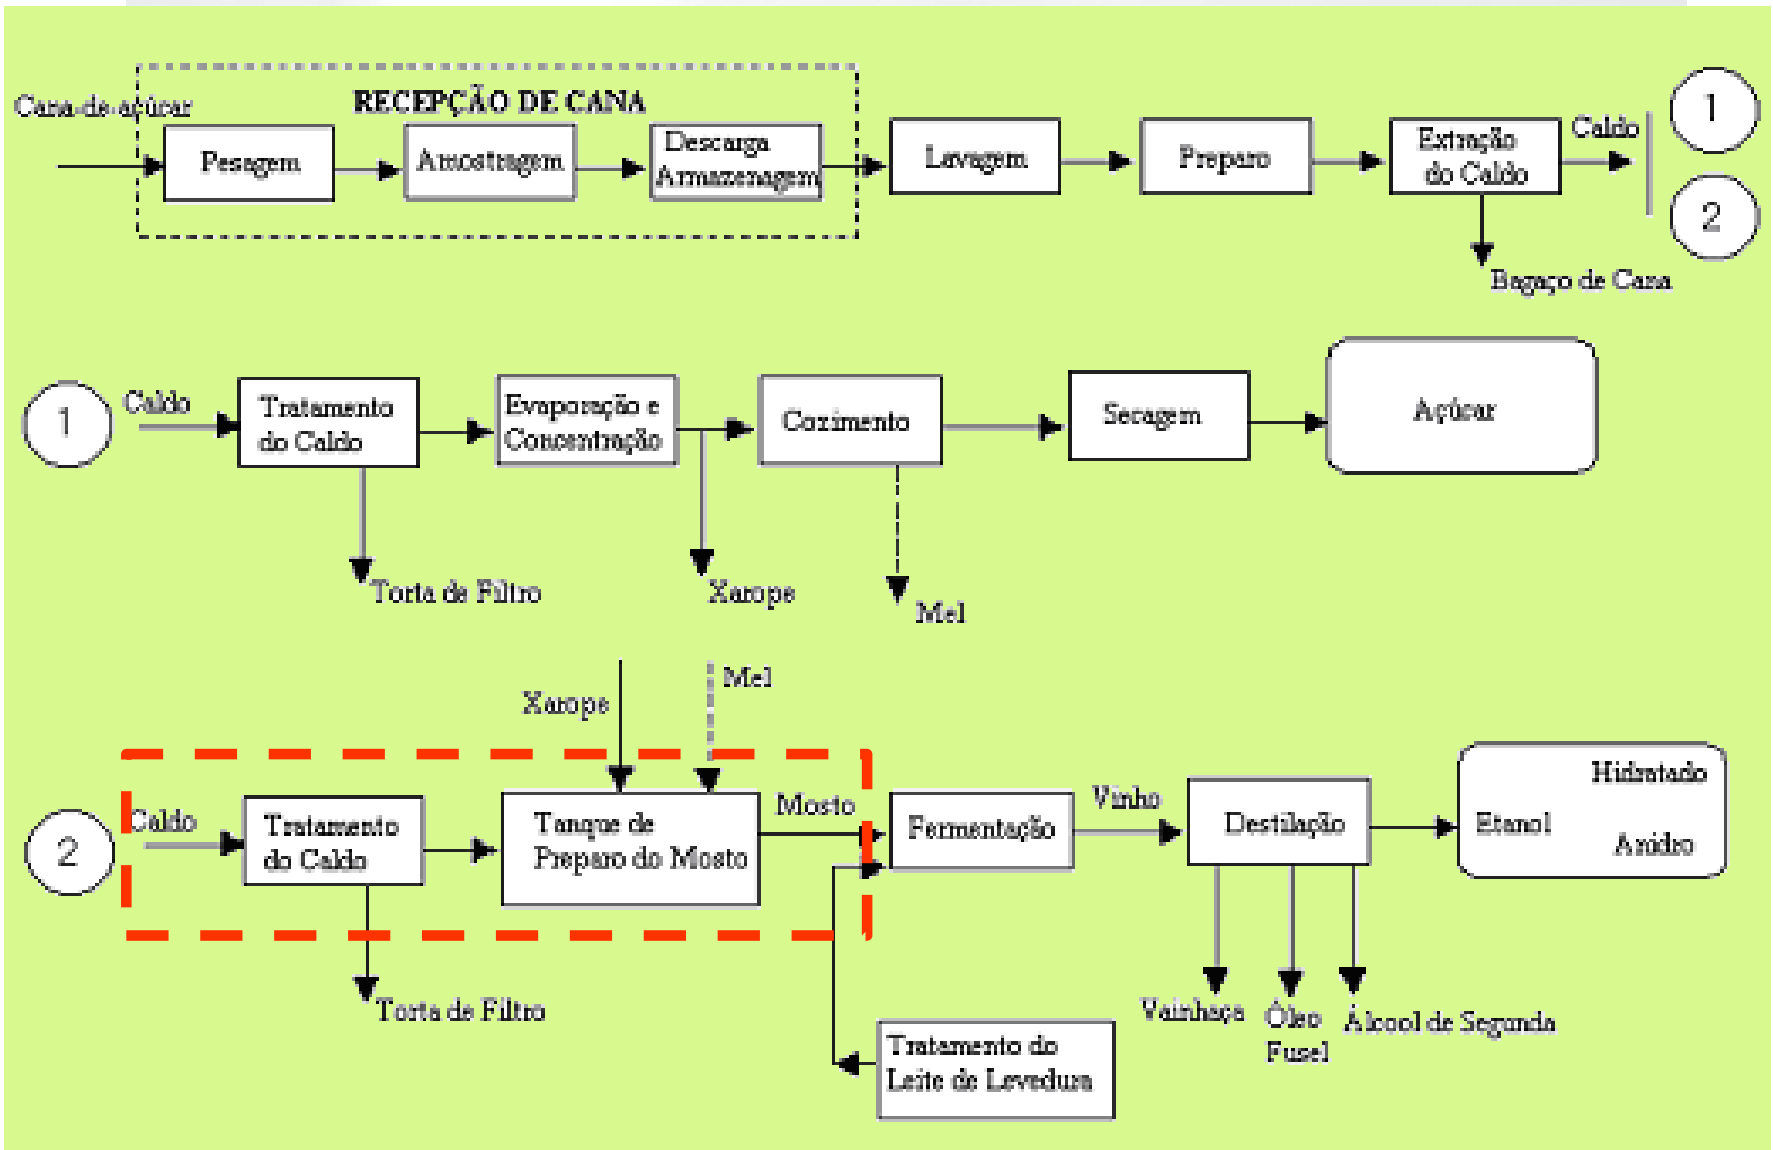 RECEPÇÃO DE CANA
Cana-de-açúcar
Pesagem
Amostragem
Descarga
Armazenagem
Lavagem
Preparo
Extração
do Caldo
Caldo
1
2
Bagaço de Cana
1
Caldo
Tratamento
do Caldo
Evaporação e
Concentração
Cozimento
Secagem
Açúcar
Torta de Filtro
Xarope
Mel
Xarope
Mel
2
Caldo
Tratamento
do Caldo
Tanque de
Preparo do Mosto
Mosto
Fermentação
Vinho
Destilação
Hidratado
Etanol
Anidro
Torta de Filtro
Vainhaça
Óleo
Fusel
Álcool de Segunda
Tratamento do
Leite de Levedura